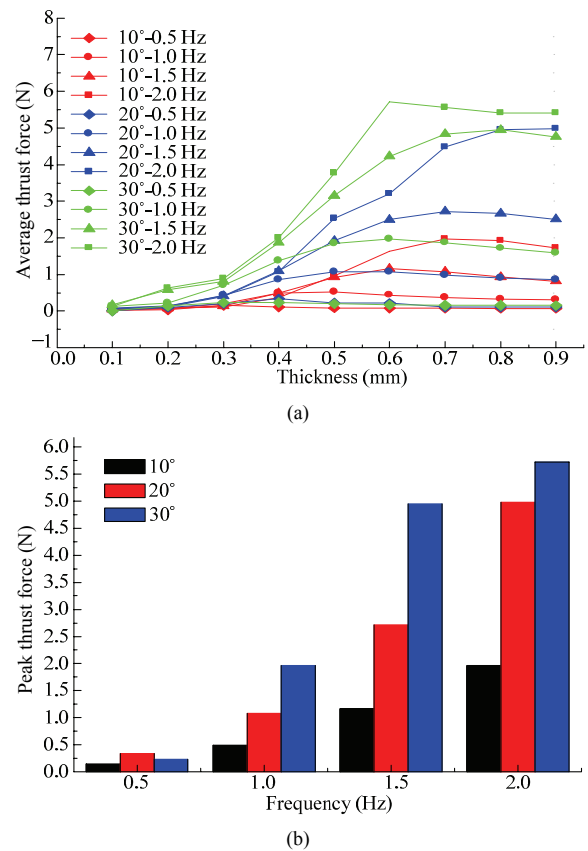 8
7
6
5
4
3
2
1
0
−1
Average thrust force (N)
10°–0.5 Hz
10°–1.0 Hz
10°–1.5 Hz
10°–2.0 Hz
20°–0.5 Hz
20°–1.0 Hz
20°–1.5 Hz
20°–2.0 Hz
30°–0.5 Hz
30°–1.0 Hz
30°–1.5 Hz
30°–2.0 Hz
0.0 0.1 0.2 0.3 0.4 0.5 0.6 0.7 0.8 0.9
Thickness (mm)
(a)
6.0
5.5
5.0
4.5
4.0
3.5
3.0
2.5
2.0
1.5
1.0
0.5
0.0
Peak thrust force (N)
10°
20°
30°
0.5 1.0 1.5 2.0
Frequency (Hz)
(b)